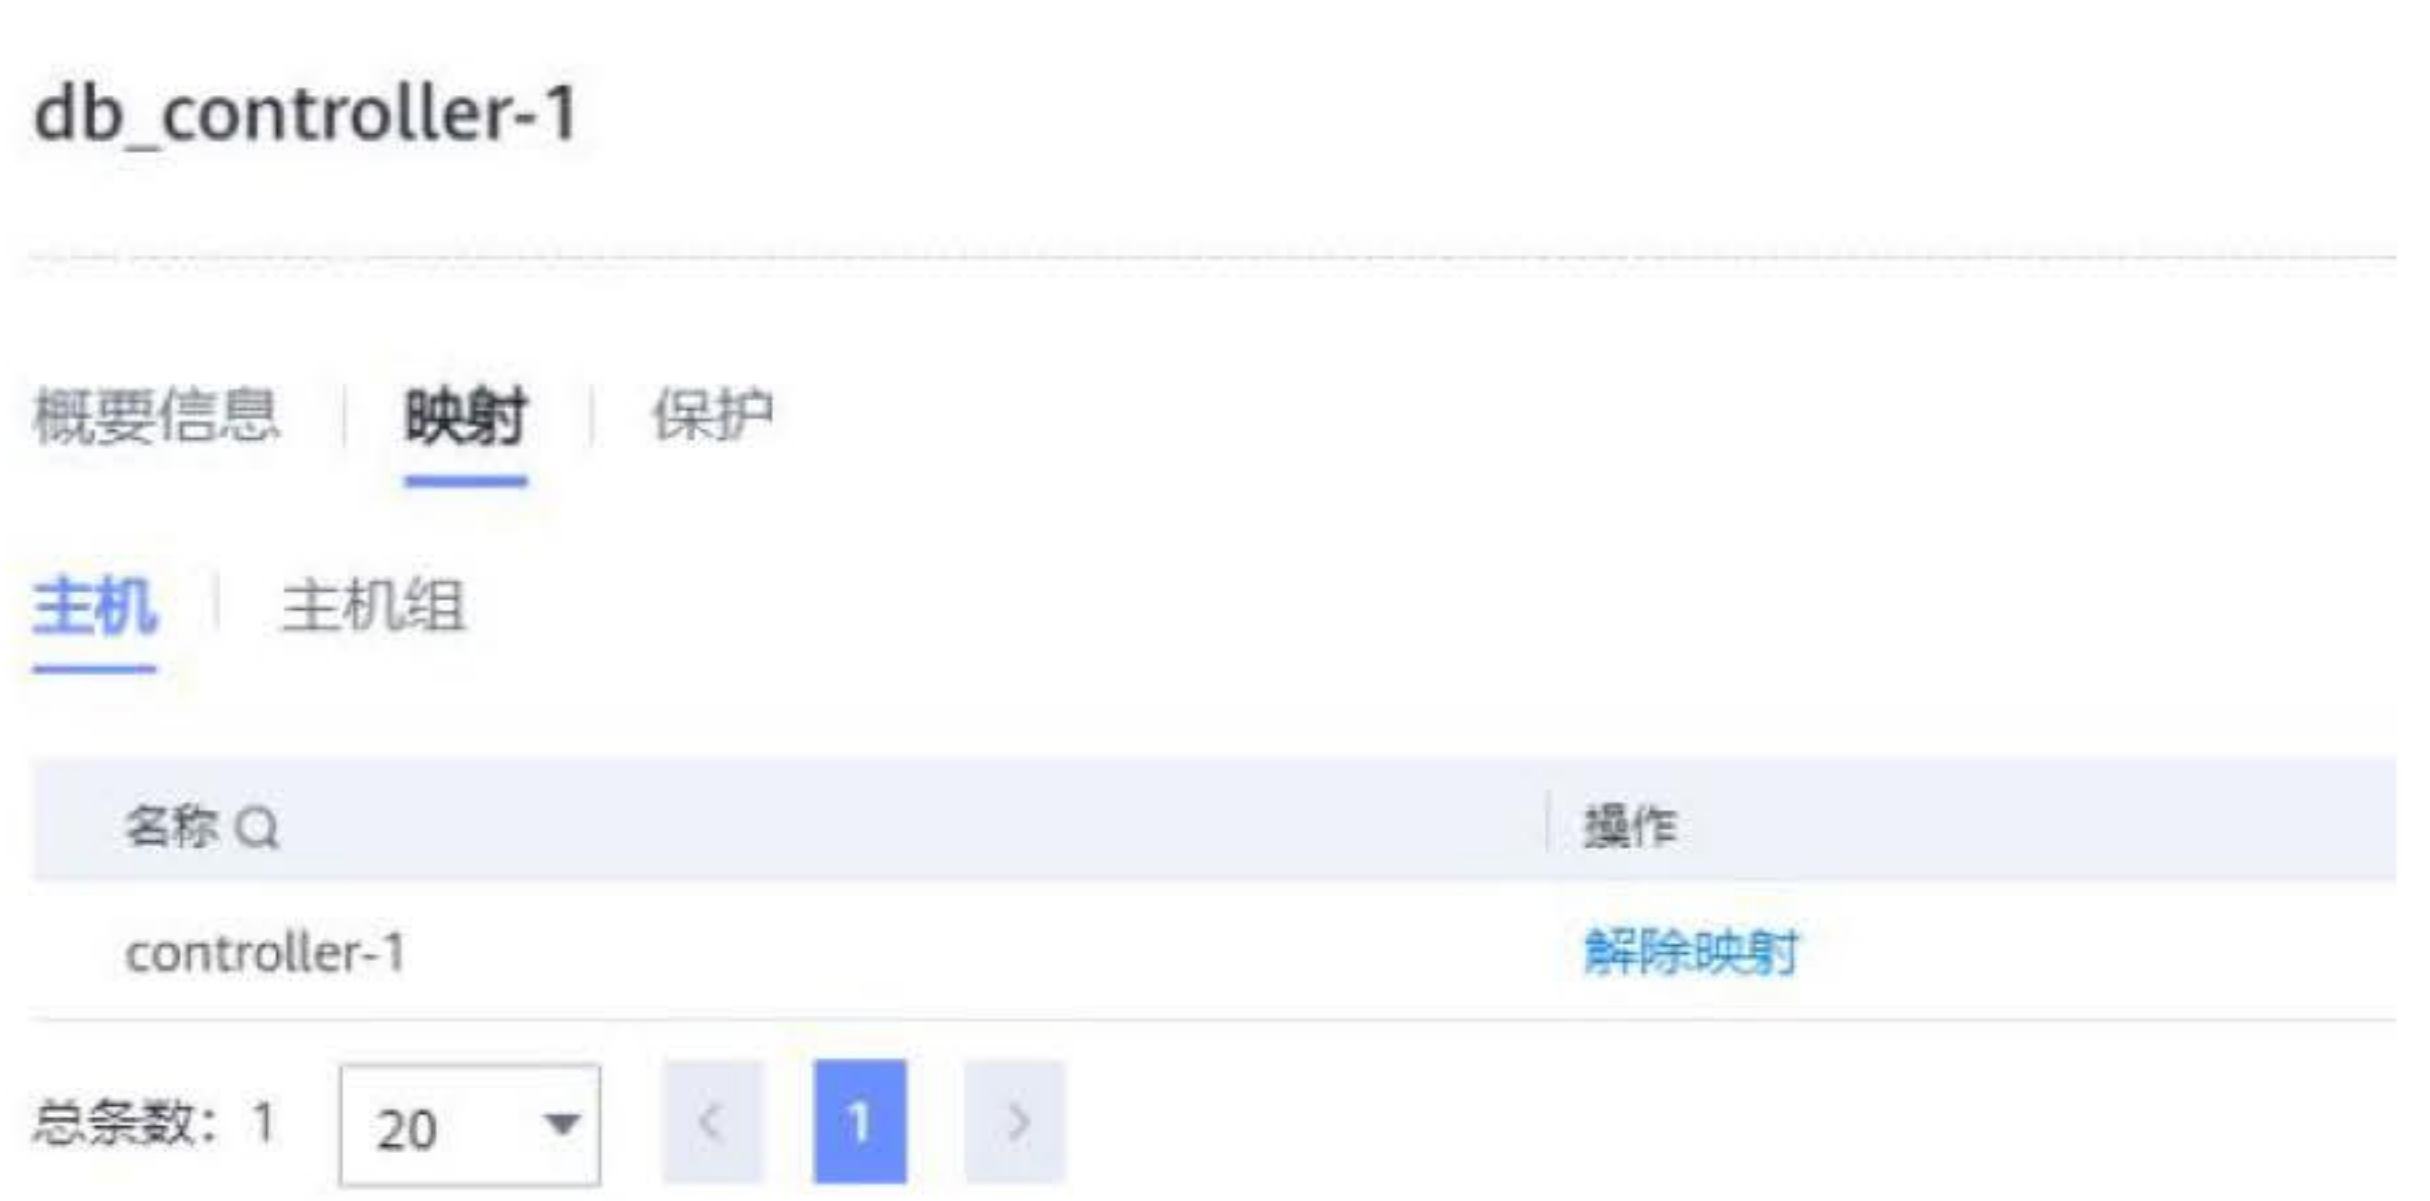 db_controller-1
概要信息 映射 保护
主机 主机组
名称 操作
controller-1 解除映射
总条数：1 20 1